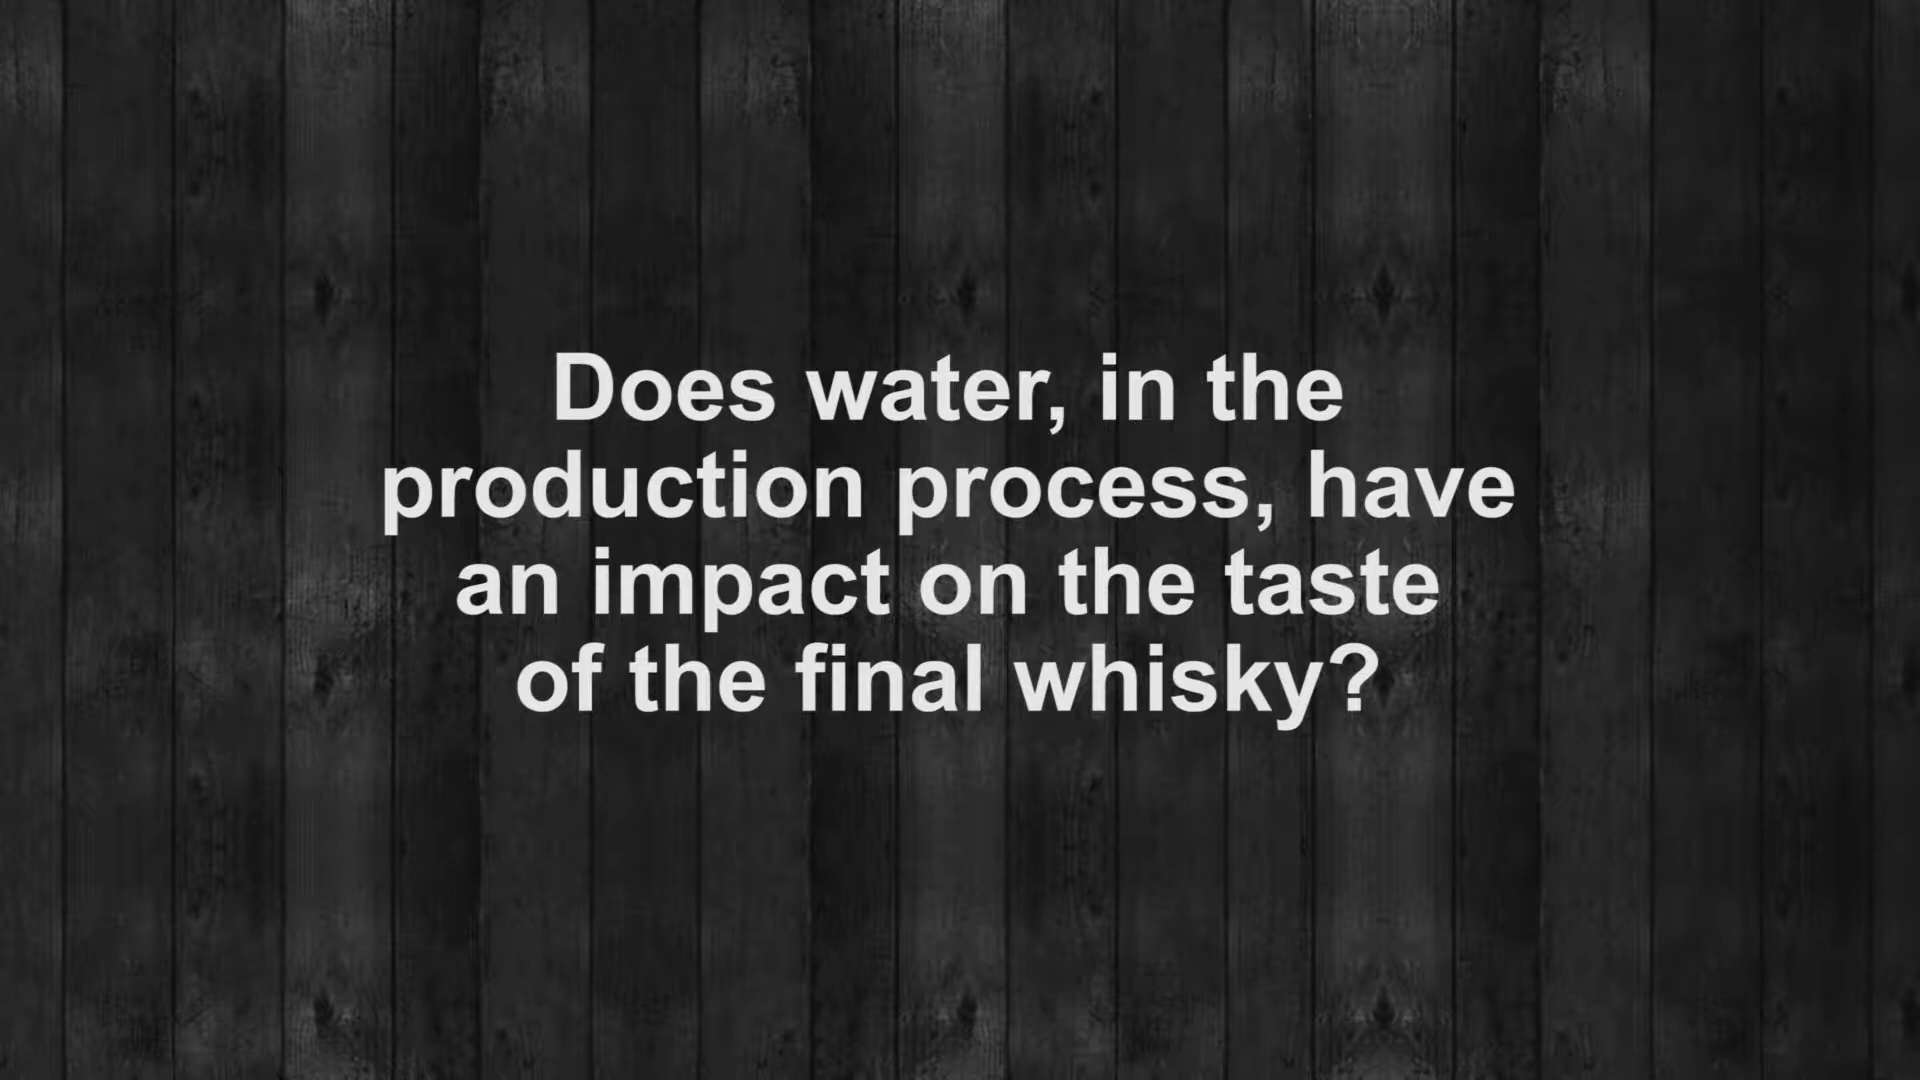 Does water, in the
production process, have
an impact on the taste
of the final whisky?